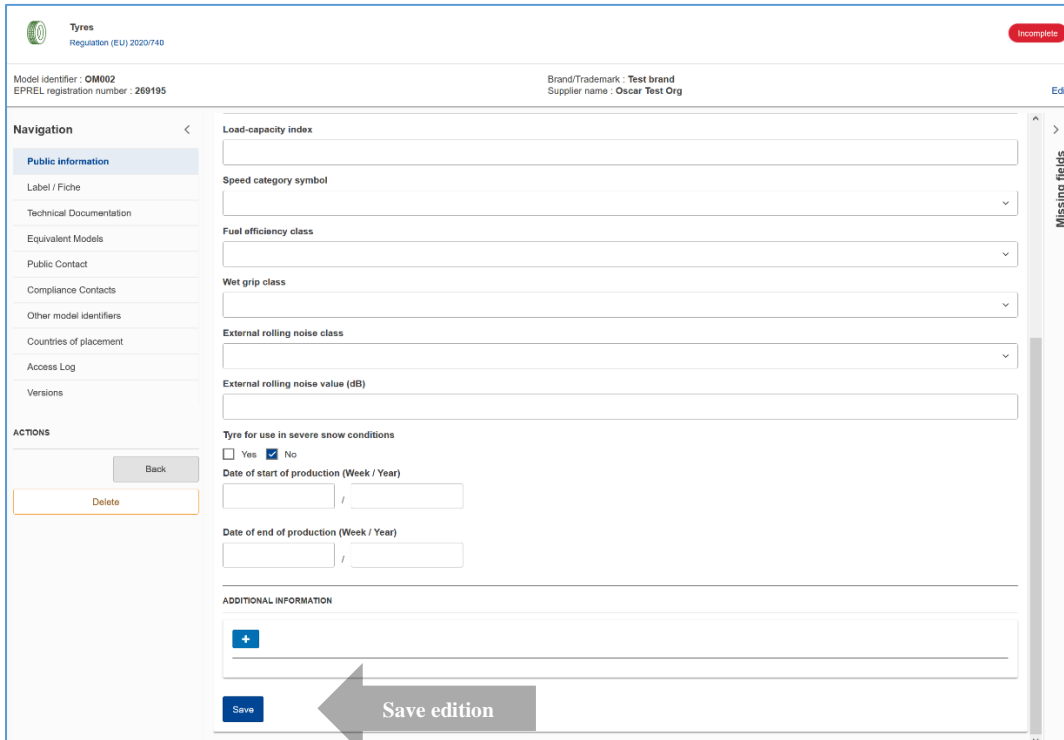 Tyres
Regulation (EU) 2020/740
Incomplete
Model identifier : OM002
EPREL registration number : 269195
Brand/Trademark : Test brand
Supplier name : Oscar Test Org
Edi
Navigation
Public information
Label / Fiche
Technical Documentation
Equivalent Models
Public Contact
Compliance Contacts
Other model identifiers
Countries of placement
Access Log
Versions
ACTIONS
Back
Delete
Load-capacity index
Speed category symbol
Fuel efficiency class
Wet grip class
External rolling noise class
External rolling noise value (dB)
Tyre for use in severe snow conditions
Yes No
Date of start of production (Week / Year)
/
Date of end of production (Week / Year)
/
ADDITIONAL INFORMATION
+
Save
Save edition
Missing fields